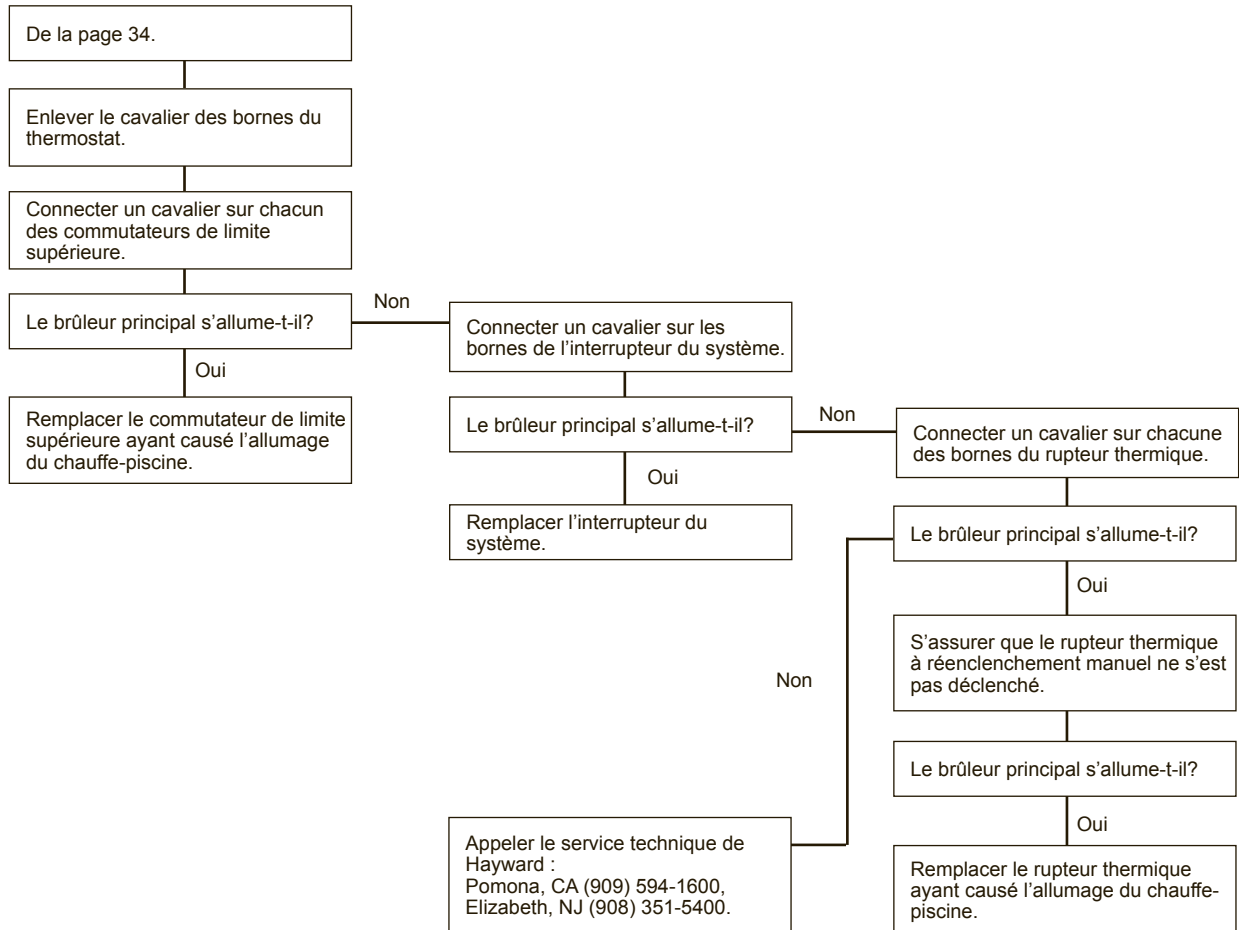 De la page 34.
Enlever le cavalier des bornes du
thermostat.
Connecter un cavalier sur chacun
des commutateurs de limite
supérieure.
Le brûleur principal s'allume-t-il?
Non
Oui
Remplacer le commutateur de limite
supérieure ayant causé l'allumage
du chauffe-piscine.
Connecter un cavalier sur les
bornes de l'interrupteur du système.
Le brûleur principal s'allume-t-il?
Non
Oui
Remplacer l'interrupteur du
système.
Connecter un cavalier sur chacune
des bornes du rupteur thermique.
Le brûleur principal s'allume-t-il?
Oui
Non
S'assurer que le rupteur thermique
à réenclenchement manuel ne s'est
pas déclenché.
Le brûleur principal s'allume-t-il?
Oui
Remplacer le rupteur thermique
ayant causé l'allumage du chauffe-
piscine.
Appeler le service technique de
Hayward :
Pomona, CA (909) 594-1600,
Elizabeth, NJ (908) 351-5400.